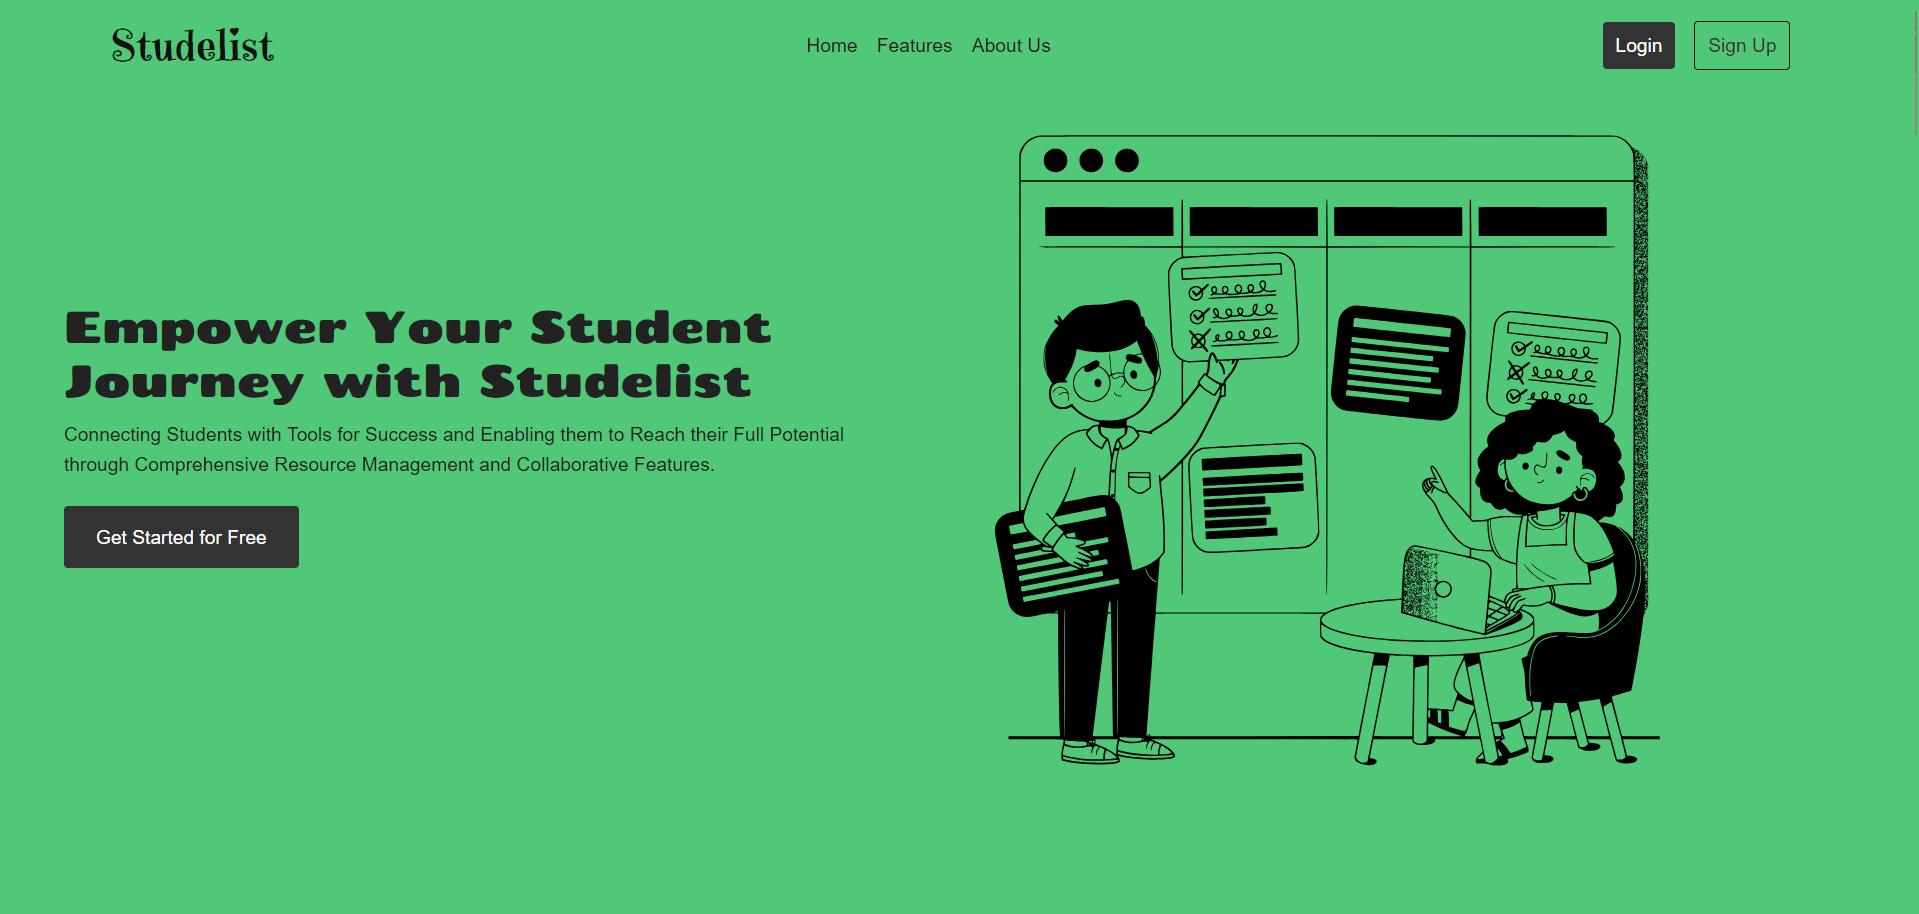 Studelist
Home Features About Us
Login
Sign Up
Empower Your Student
Journey with Studelist
Connecting Students with Tools for Success and Enabling them to Reach their Full Potential
through Comprehensive Resource Management and Collaborative Features.
Get Started for Free